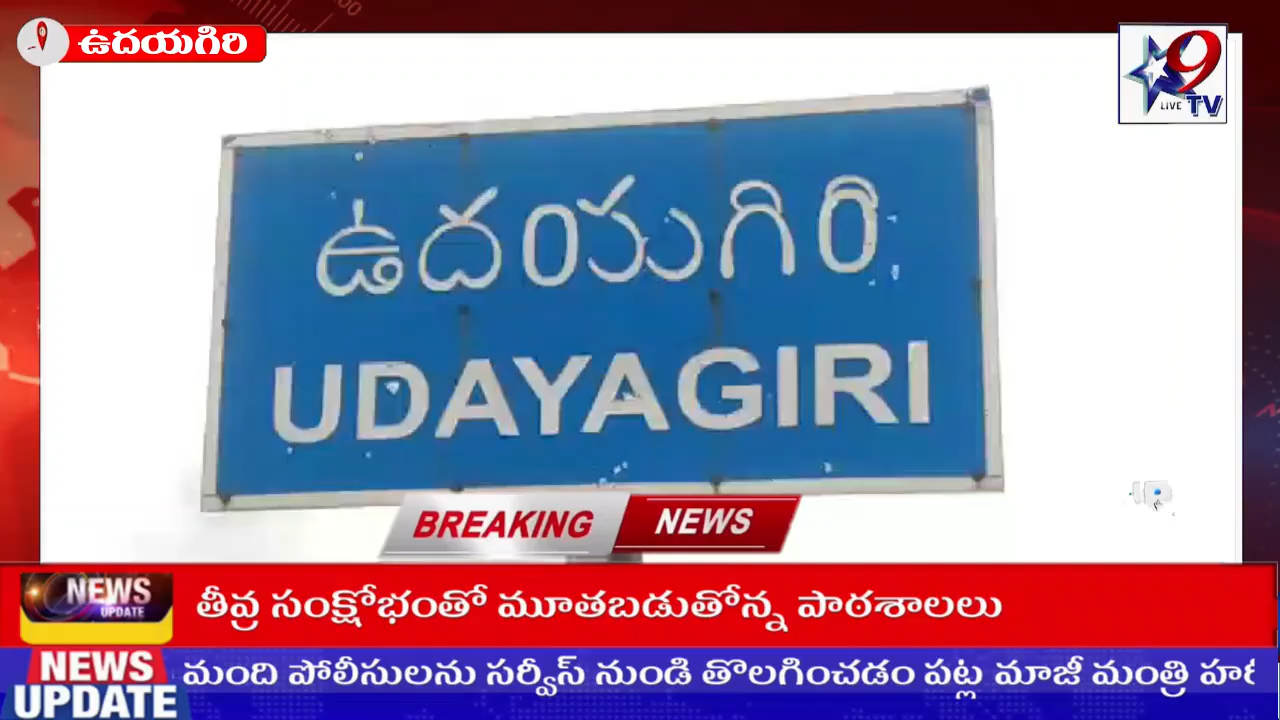 ఉదయగిరి
9
LIVE TV
ఉదయగిరి
UDAYAGIRI
BREAKING NEWS
NEWS
UPDATE
తీవ్ర సంక్షోభంతో మూతబడుతోన్న పాఠశాలలు
NEWS
UPDATE
మంది పోలీసులను సర్వీస్ నుండి తొలగించడం పట్ల మాజీ మంత్రి